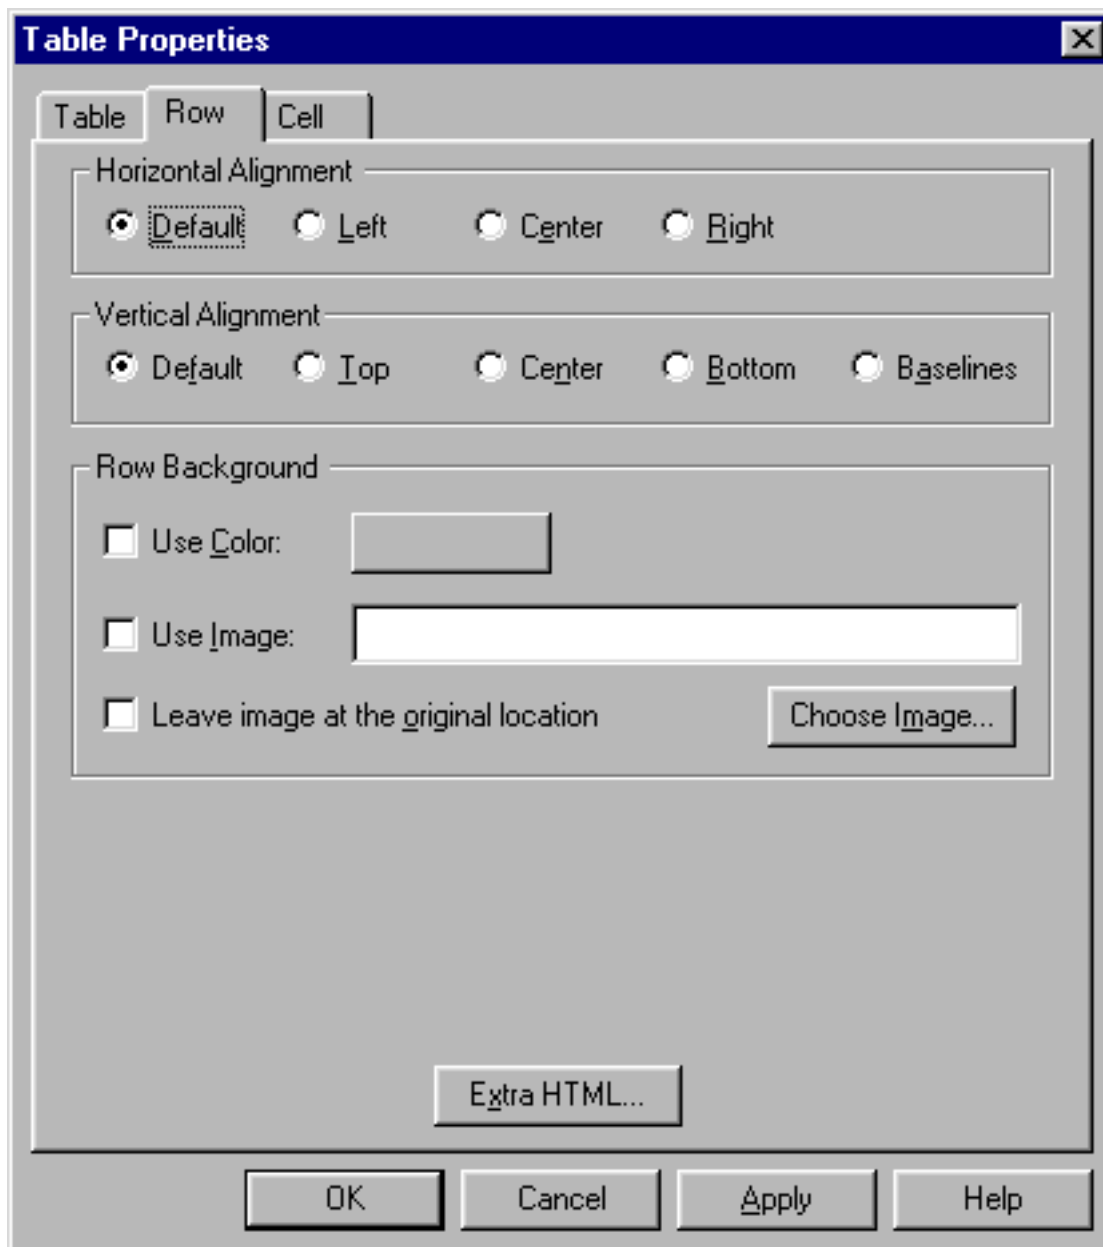 Table Properties
Table Row Cell
Horizontal Alignment
Default Left Center Right
Vertical Alignment
Default Top Center Bottom Baselines
Row Background
Use Color:
Use Image:
Leave image at the original location Choose Image...
Extra HTML...
OK Cancel Apply Help